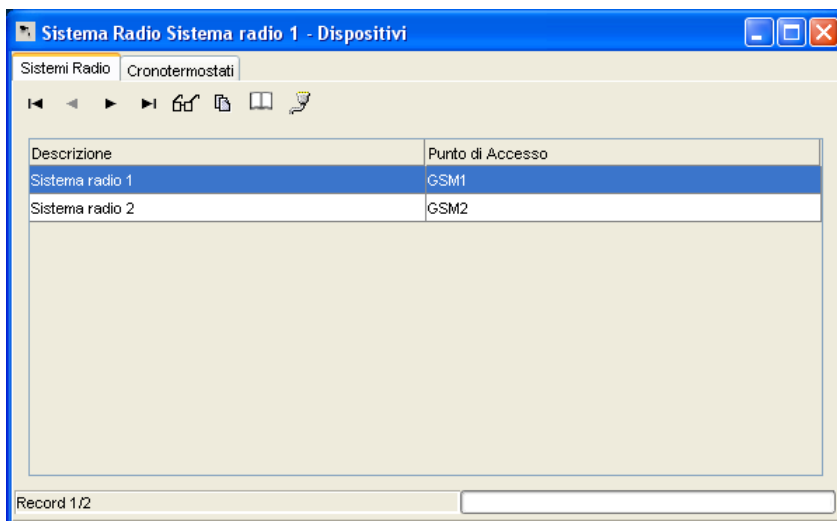 Sistema Radio Sistema radio 1 - Dispositivi
Sistemi Radio Cronotermostati
Descrizione Punto di Accesso
Sistema radio 1 GSM1
Sistema radio 2 GSM2
Record 1/2